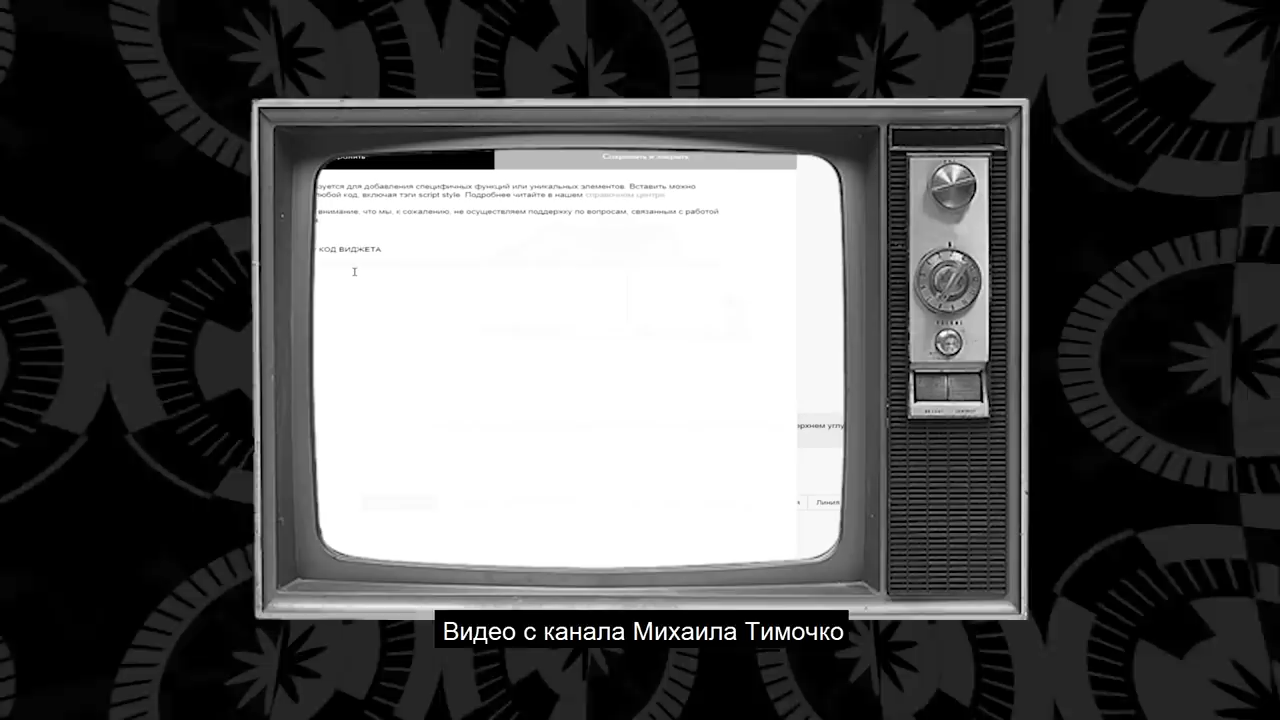 Сохранить и закрыть
зуется для добавления специфичных функций или уникальных элементов. Вставить можно
любой код, включая тэги script style. Подробнее читайте в нашем справочном центре
внимание, что мы, к сожалению, не осуществляем поддержку по вопросам, связанным с работой
КОД ВИДЖЕТА
ерхнем углу
Линия
Видео с канала Михаила Тимочко